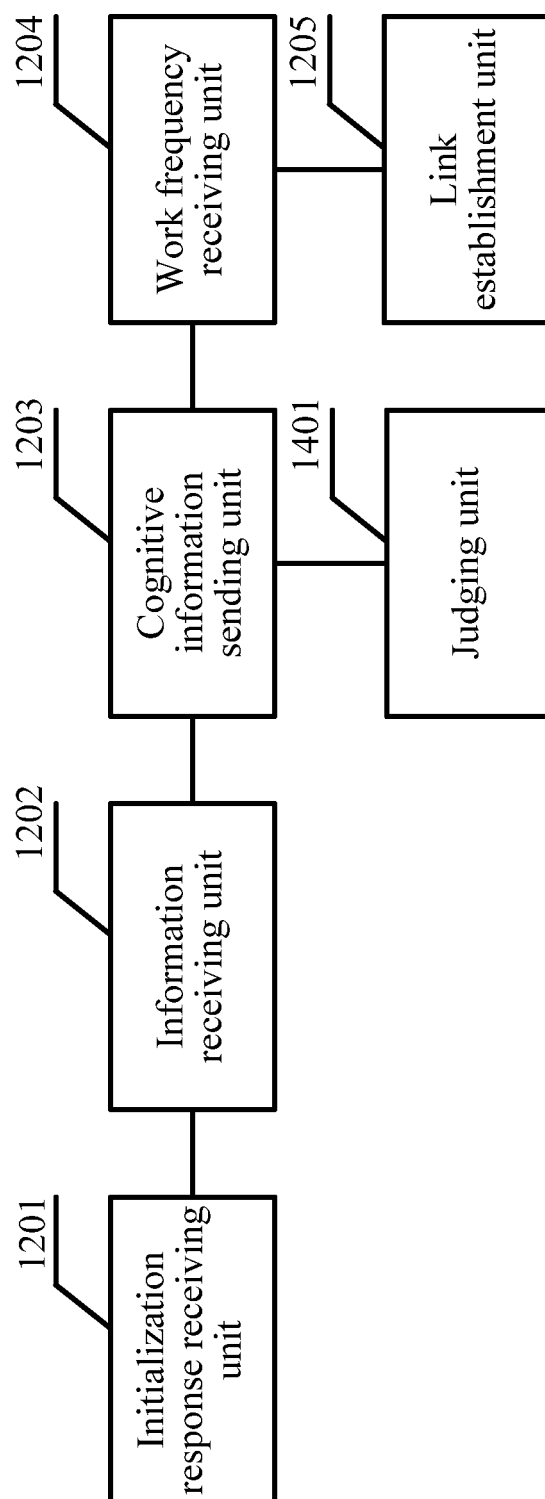 1201
Initialization
response receiving
unit
1202
Information
receiving unit
1203
Cognitive
information
sending unit
1204
Work frequency
receiving unit
1401
Judging unit
1205
Link
establishment unit